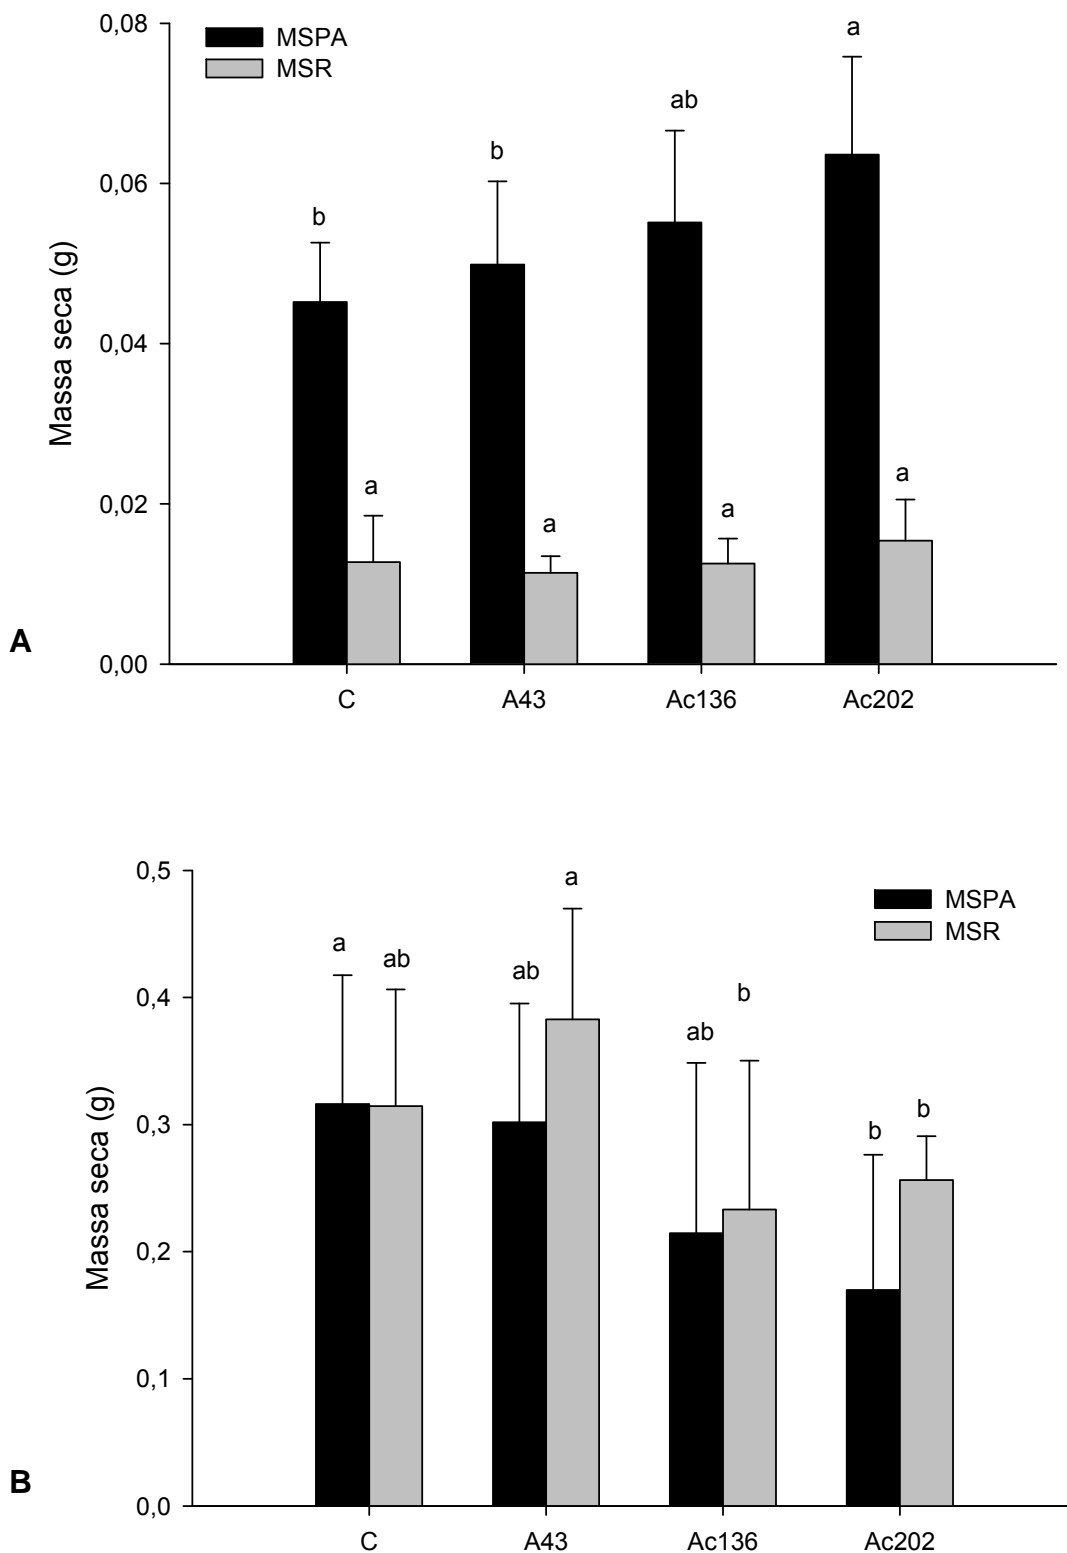 0,08
MSPA
MSR
a
ab
b
b
0,06
Massa seca (g)
0,04
a
a
a
a
0,02
A
0,00
C A43 Ac136 Ac202
0,5
a
MSPA
MSR
a
ab
ab
0,4
b
ab
b
b
0,3
Massa seca (g)
0,2
0,1
B
0,0
C A43 Ac136 Ac202